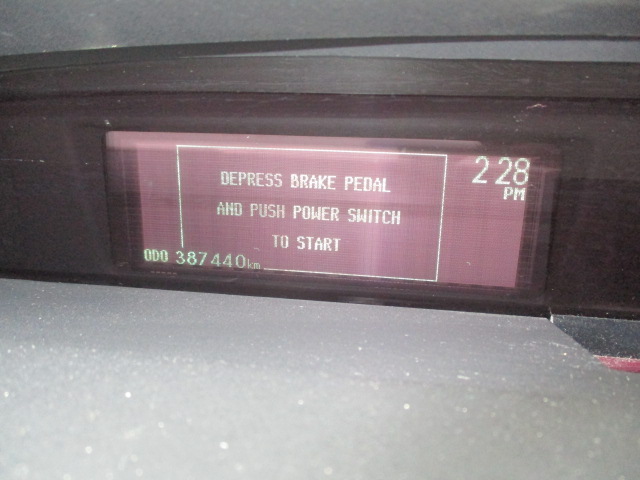 2:28
PM
DEPRESS BRAKE PEDAL
AND PUSH POWER SWITCH
TO START
ODO 387440km